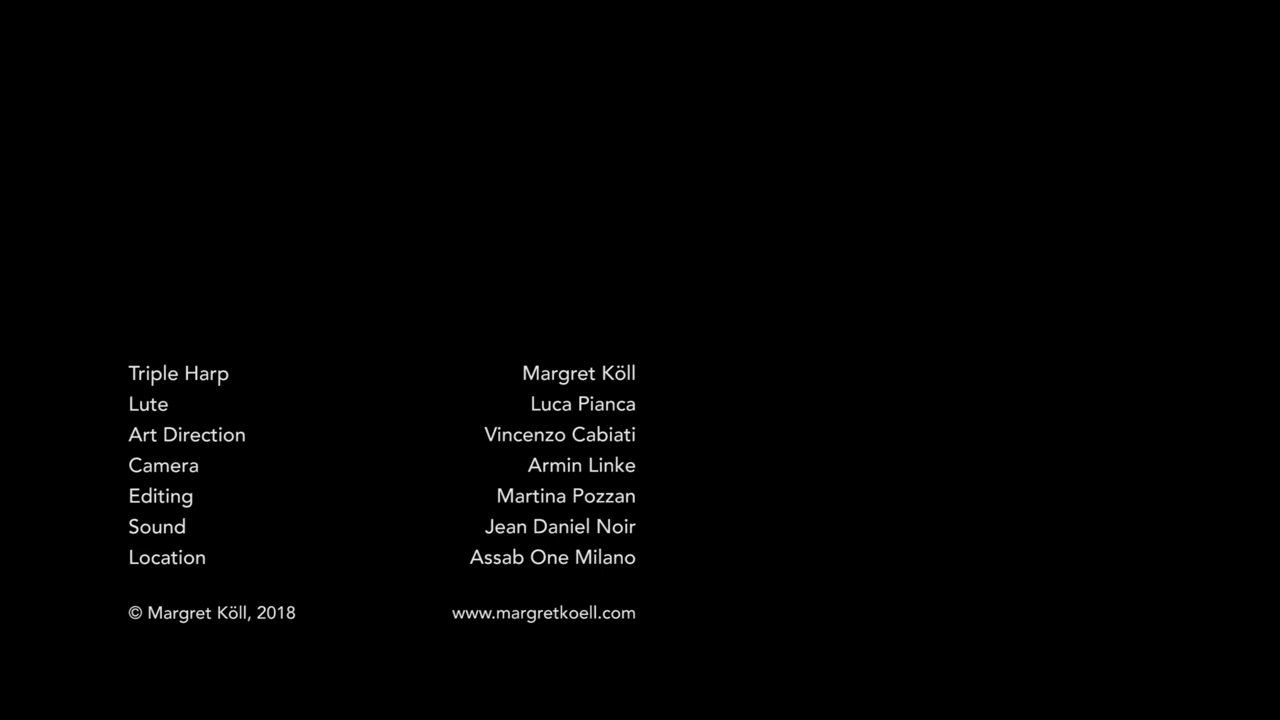 Triple Harp Margret Köll
Lute Luca Pianca
Art Direction Vincenzo Cabiati
Camera Armin Linke
Editing Martina Pozzan
Sound Jean Daniel Noir
Location Assab One Milano
© Margret Köll, 2018 www.margretkoell.com